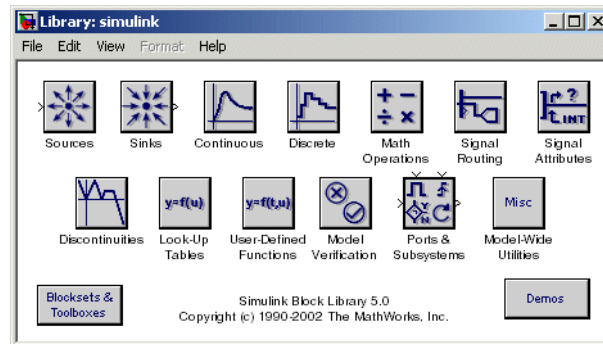 Library: simulink
File Edit View Format Help
+ −
÷ ×
?
INT
Sources Sinks Continuous Discrete Math Operations Signal Routing Signal Attributes
y=f(u) y=f(t,u) Misc
Y
N
Discontinuities Look-Up Tables User-Defined Functions Model Verification Ports & Subsystems Model-Wide Utilities
Blocksets & Toolboxes
Simulink Block Library 5.0
Copyright (c) 1990-2002 The MathWorks, Inc.
Demos